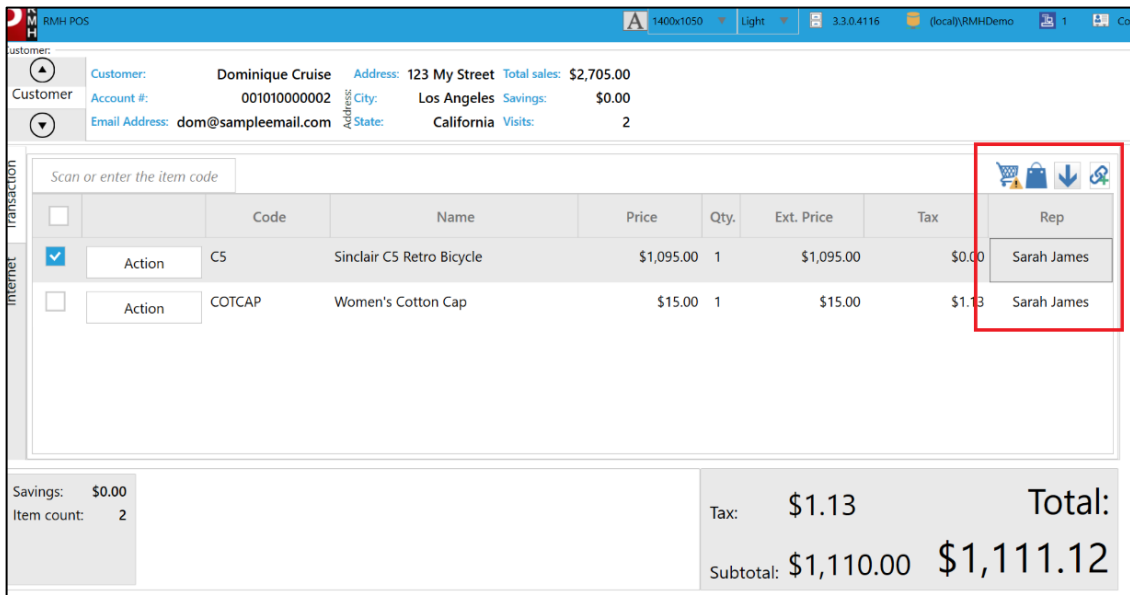 RMH RMH POS 1400x1050 Light 3.3.0.4116 (local)\RMHDemo 1
Customer:
Customer
Customer: Dominique Cruise Address: 123 My Street Total sales: $2,705.00
Account #: 001010000002 Address: City: Los Angeles Savings: $0.00
Email Address: dom@sampleemail.com State: California Visits: 2
Transaction
Internet
Scan or enter the item code
Code Name Price Qty. Ext. Price Tax Rep
Action C5 Sinclair C5 Retro Bicycle $1,095.00 1 $1,095.00 $0.00 Sarah James
Action COTCAP Women's Cotton Cap $15.00 1 $15.00 $1.13 Sarah James
Savings: $0.00
Item count: 2
Tax: $1.13 Total:
Subtotal: $1,110.00 $1,111.12